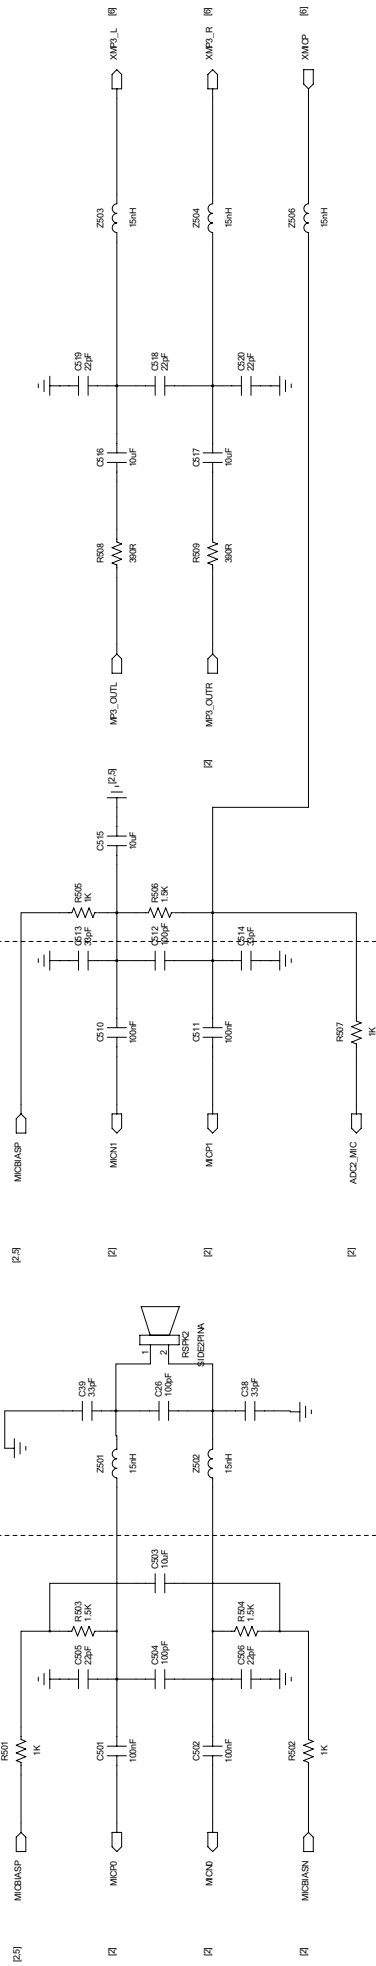 [2,5]
MICBIASP
R501
1K
[2]
MICP0
C501
100nF
C505
22pF
R503
1.5K
C504
100pF
C503
10uF
[2]
MICN0
C502
100nF
C506
22pF
R504
1.5K
[2]
MICBIASN
R502
1K
Z501
15nH
Z502
15nH
C39
33pF
C26
100pF
C38
33pF
1
2
RSPK2
SIDE2PINA
[2,5]
MICBIASP
[2]
MICN1
C510
100nF
C513
33pF
R505
1K
C515
10uF
[2,5]
C512
100pF
R506
1.5K
[2]
MICP1
C511
100nF
C514
33pF
[2]
ADC2_MIC
R507
1K
MP3_OUTL
R508
390R
C516
10uF
C519
22pF
Z503
15nH
XMP3_L
[6]
C518
22pF
[2]
MP3_OUTR
R509
390R
C517
10uF
C520
22pF
Z504
15nH
XMP3_R
[6]
Z506
15nH
XMICP
[6]